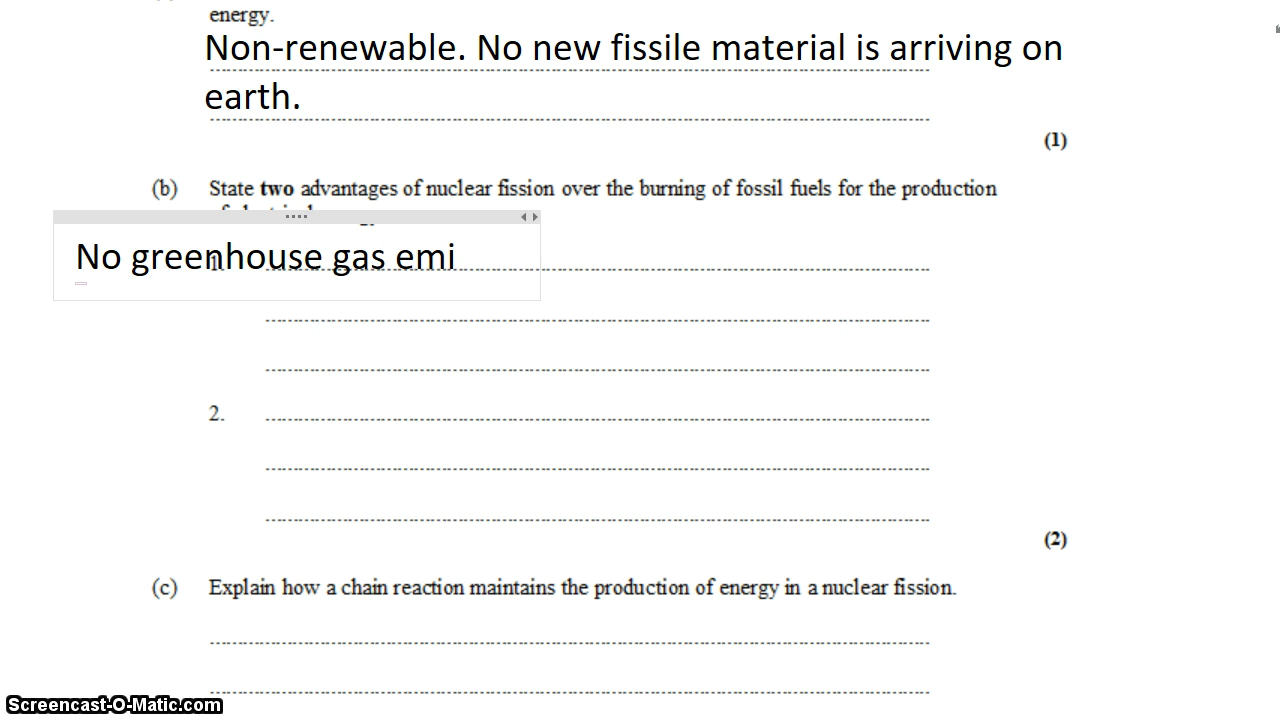 energy.
Non-renewable. No new fissile material is arriving on
earth.
(1)
(b) State two advantages of nuclear fission over the burning of fossil fuels for the production
No greenhouse gas emi
2.
(2)
(c) Explain how a chain reaction maintains the production of energy in a nuclear fission.
Screencast-O-Matic.com